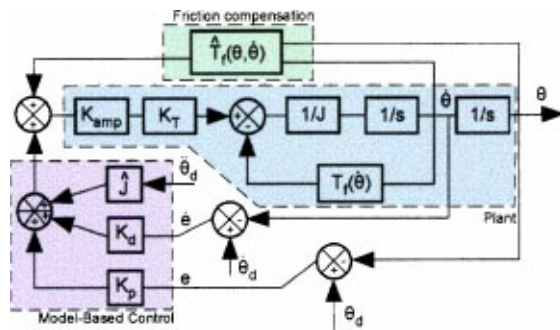 Friction compensation
T̂f(θ,θ̇)
Kamp
KT
1/J
1/s
θ̇
1/s
θ
Tf(θ̇)
Plant
Ĵ
θ̈d
Kd
ė
θ̇d
Kp
e
θd
Model-Based Control
+
+
+
-
+
+
+
+
-
+
-